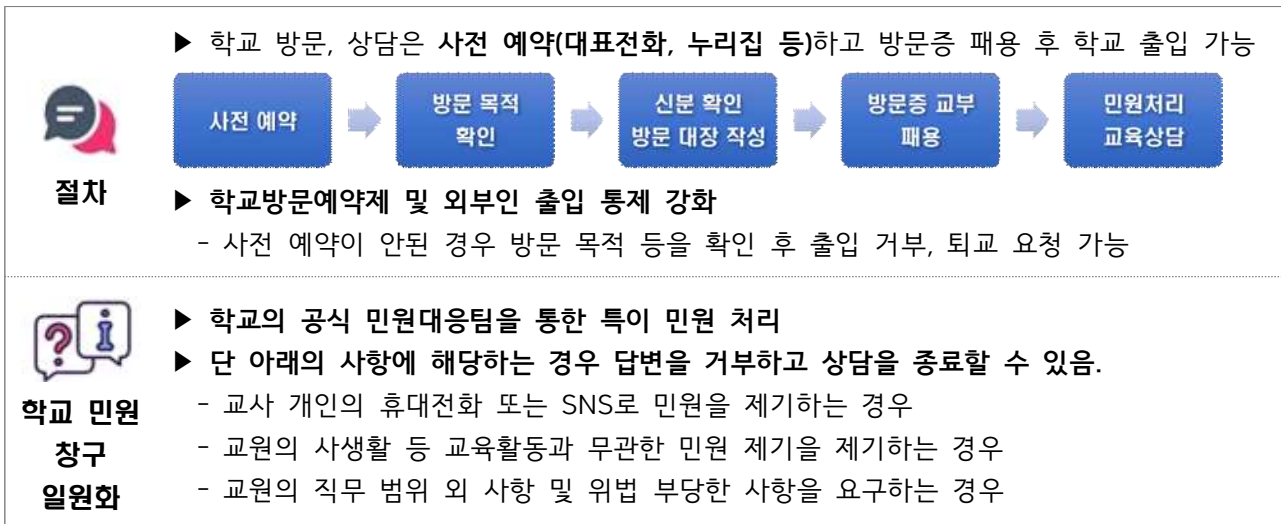 ▶ 학교 방문, 상담은 사전 예약(대표전화, 누리집 등)하고 방문증 패용 후 학교 출입 가능
사전 예약
방문 목적
확인
신분 확인
방문 대장 작성
방문증 교부
패용
민원처리
교육상담
절차
▶ 학교방문예약제 및 외부인 출입 통제 강화
- 사전 예약이 안된 경우 방문 목적 등을 확인 후 출입 거부, 퇴교 요청 가능
학교 민원
창구
일원화
▶ 학교의 공식 민원대응팀을 통한 특이 민원 처리
▶ 단 아래의 사항에 해당하는 경우 답변을 거부하고 상담을 종료할 수 있음.
- 교사 개인의 휴대전화 또는 SNS로 민원을 제기하는 경우
- 교원의 사생활 등 교육활동과 무관한 민원 제기을 제기하는 경우
- 교원의 직무 범위 외 사항 및 위법 부당한 사항을 요구하는 경우